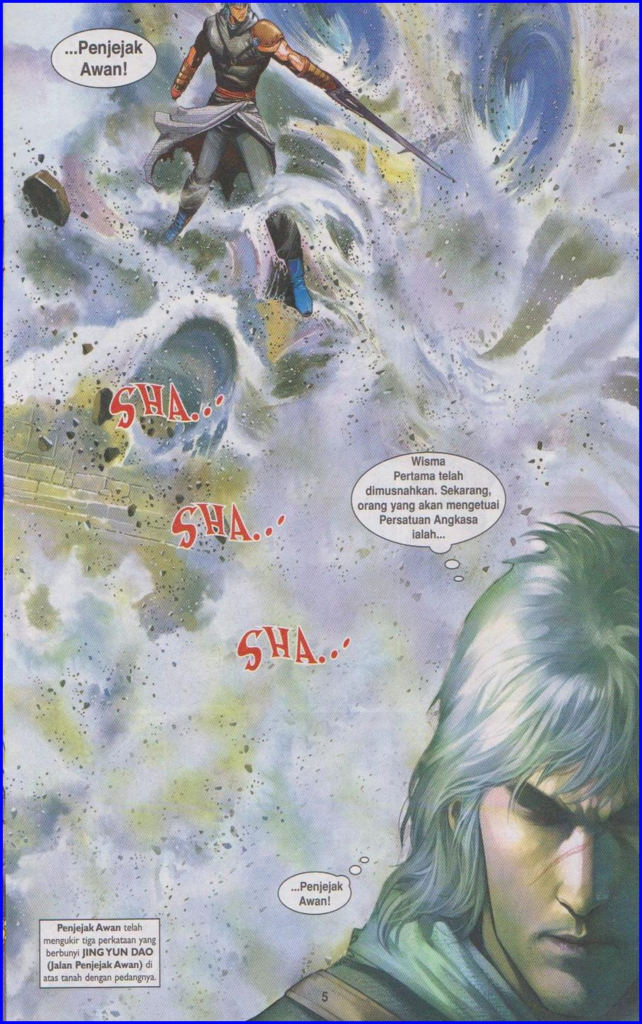 ...Penjejak
Awan!
SHA...
SHA...
SHA...
Wisma
Pertama telah
dimusnahkan. Sekarang,
orang yang akan mengetuai
Persatuan Angkasa
ialah...
...Penjejak
Awan!
Penjejak Awan telah
mengukir tiga perkataan yang
berbunyi JING YUN DAO
(Jalan Penjejak Awan) di
atas tanah dengan pedangnya.
5